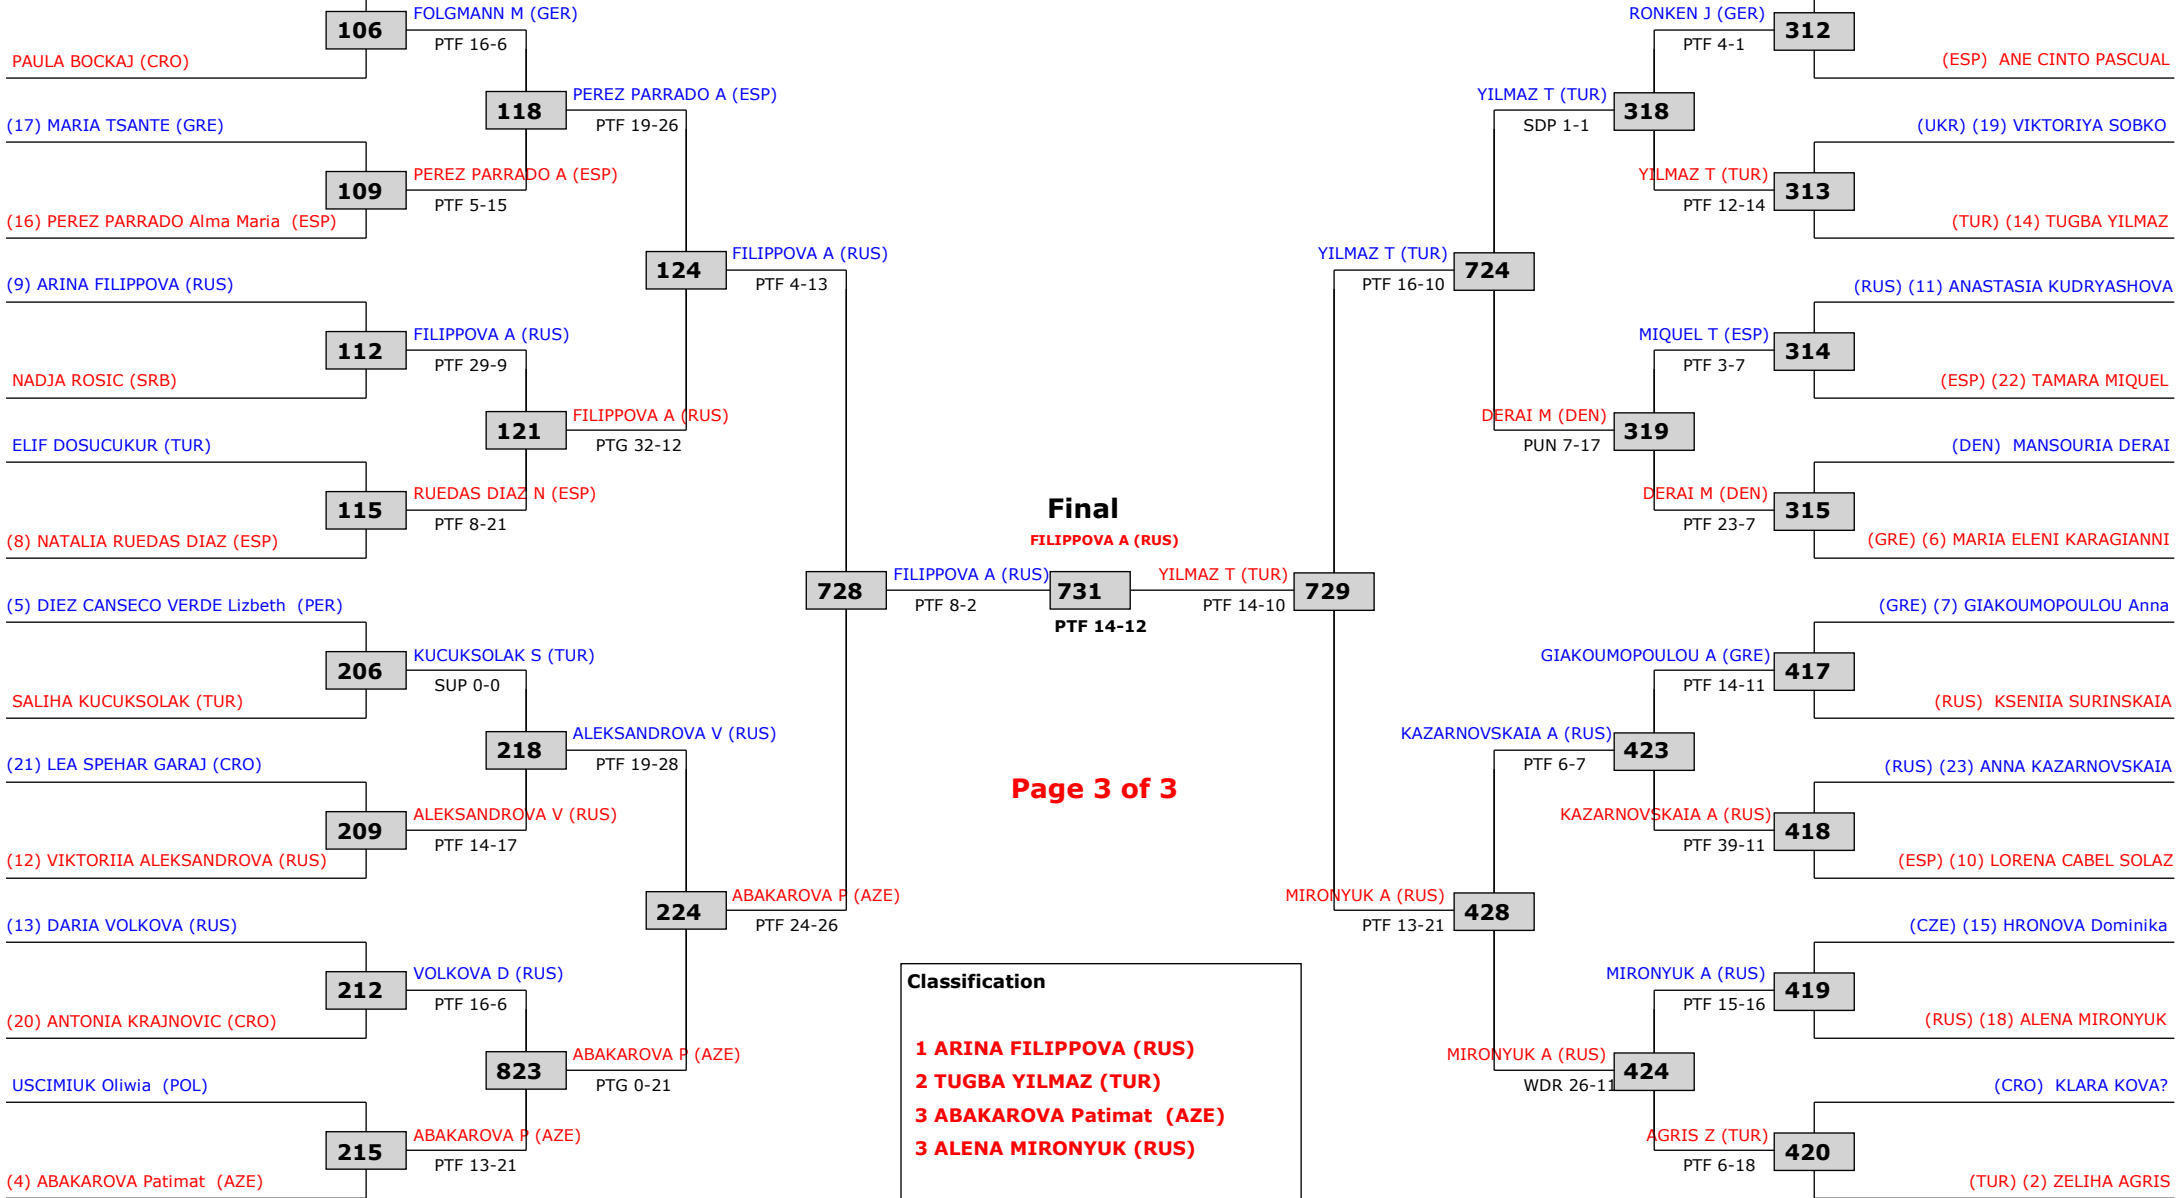 FOLGMANN M (GER)
106
PTF 16-6
PAULA BOCKAJ (CRO)
PEREZ PARRADO A (ESP)
118
PTF 19-26
(17) MARIA TSANTE (GRE)
PEREZ PARRADO A (ESP)
109
PTF 5-15
(16) PEREZ PARRADO Alma Maria  (ESP)
FILIPPOVA A (RUS)
124
PTF 4-13
(9) ARINA FILIPPOVA (RUS)
FILIPPOVA A (RUS)
112
PTF 29-9
NADJA ROSIC (SRB)
FILIPPOVA A (RUS)
121
PTG 32-12
ELIF DOSUCUKUR (TUR)
RUEDAS DIAZ N (ESP)
115
PTF 8-21
(8) NATALIA RUEDAS DIAZ (ESP)
FILIPPOVA A (RUS)
728
PTF 8-2
(5) DIEZ CANSECO VERDE Lizbeth  (PER)
KUCUKSOLAK S (TUR)
206
SUP 0-0
SALIHA KUCUKSOLAK (TUR)
ALEKSANDROVA V (RUS)
218
PTF 19-28
(21) LEA SPEHAR GARAJ (CRO)
ALEKSANDROVA V (RUS)
209
PTF 14-17
(12) VIKTORIIA ALEKSANDROVA (RUS)
ABAKAROVA P (AZE)
224
PTF 24-26
(13) DARIA VOLKOVA (RUS)
VOLKOVA D (RUS)
212
PTF 16-6
(20) ANTONIA KRAJNOVIC (CRO)
ABAKAROVA P (AZE)
823
PTG 0-21
USCIMIUK Oliwia  (POL)
ABAKAROVA P (AZE)
215
PTF 13-21
(4) ABAKAROVA Patimat  (AZE)
Final
FILIPPOVA A (RUS)
731
PTF 14-12
Page 3 of 3
Classification
1 ARINA FILIPPOVA (RUS)
2 TUGBA YILMAZ (TUR)
3 ABAKAROVA Patimat  (AZE)
3 ALENA MIRONYUK (RUS)
RONKEN J (GER)
312
PTF 4-1
(ESP)  ANE CINTO PASCUAL
YILMAZ T (TUR)
318
SDP 1-1
(UKR) (19) VIKTORIYA SOBKO
YILMAZ T (TUR)
313
PTF 12-14
(TUR) (14) TUGBA YILMAZ
YILMAZ T (TUR)
724
PTF 16-10
(RUS) (11) ANASTASIA KUDRYASHOVA
MIQUEL T (ESP)
314
PTF 3-7
(ESP) (22) TAMARA MIQUEL
DERAI M (DEN)
319
PUN 7-17
(DEN)  MANSOURIA DERAI
DERAI M (DEN)
315
PTF 23-7
(GRE) (6) MARIA ELENI KARAGIANNI
YILMAZ T (TUR)
729
PTF 14-10
(GRE) (7) GIAKOUMOPOULOU Anna
GIAKOUMOPOULOU A (GRE)
417
PTF 14-11
(RUS)  KSENIIA SURINSKAIA
KAZARNOVSKAIA A (RUS)
423
PTF 6-7
(RUS) (23) ANNA KAZARNOVSKAIA
KAZARNOVSKAIA A (RUS)
418
PTF 39-11
(ESP) (10) LORENA CABEL SOLAZ
MIRONYUK A (RUS)
428
PTF 13-21
(CZE) (15) HRONOVA Dominika
MIRONYUK A (RUS)
419
PTF 15-16
(RUS) (18) ALENA MIRONYUK
MIRONYUK A (RUS)
424
WDR 26-11
(CRO)  KLARA KOVA?
AGRIS Z (TUR)
420
PTF 6-18
(TUR) (2) ZELIHA AGRIS